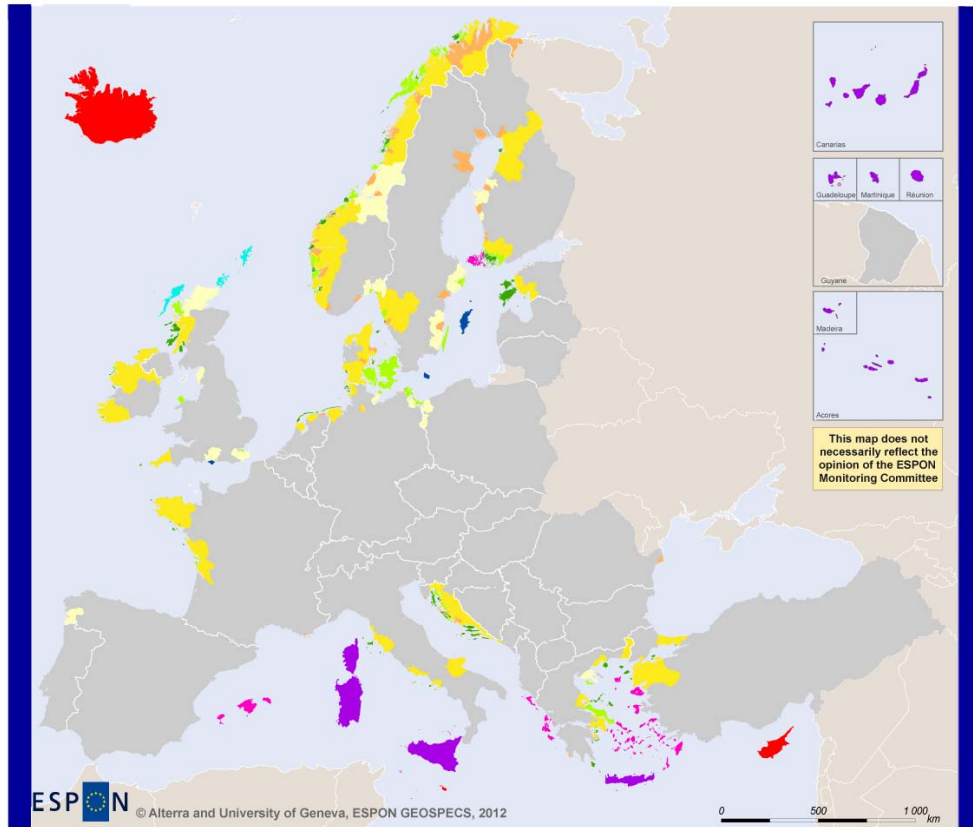 Canarias
Guadeloupe Martinique Réunion
Guyane
Madeira
Acores
This map does not
necessarily reflect the
opinion of the ESPON
Monitoring Committee
ESPON
© Alterra and University of Geneva, ESPON GEOSPECS, 2012
0 500 1 000
km